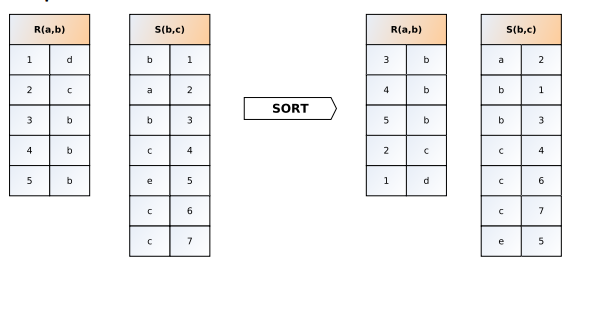 R(a,b) S(b,c) R(a,b) S(b,c)
1 d b 1 3 b a 2
2 c a 2 4 b b 1
3 b b 3 SORT 5 b b 3
4 b c 4 2 c c 4
5 b e 5 1 d c 6
c 6 c 7
c 7 e 5